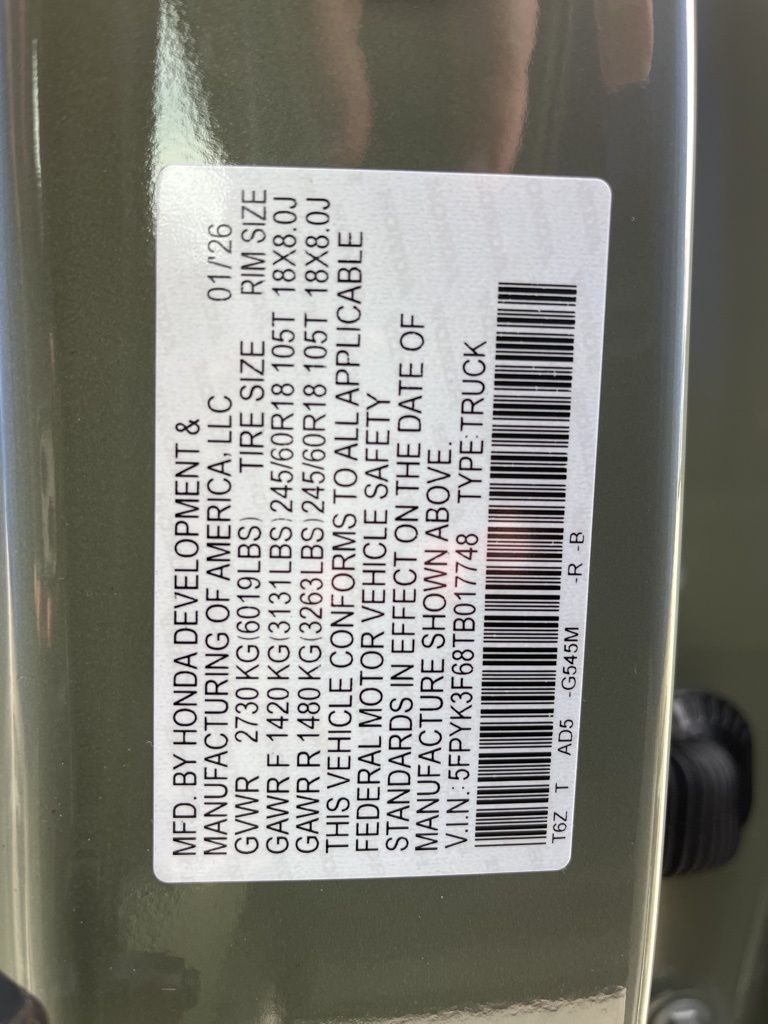 MFD. BY HONDA DEVELOPMENT &
MANUFACTURING OF AMERICA, LLC 01/'26
GVWR 2730 KG(6019LBS) TIRE SIZE RIM SIZE
GAWR F 1420 KG(3131LBS)245/60R18 105T 18X8.0J
GAWR R 1480 KG(3263LBS)245/60R18 105T 18X8.0J
THIS VEHICLE CONFORMS TO ALL APPLICABLE
FEDERAL MOTOR VEHICLE SAFETY
STANDARDS IN EFFECT ON THE DATE OF
MANUFACTURE SHOWN ABOVE.
V.I.N.: 5FPYK3F68TB017748 TYPE:TRUCK
T6Z T AD5 -G545M -R -B